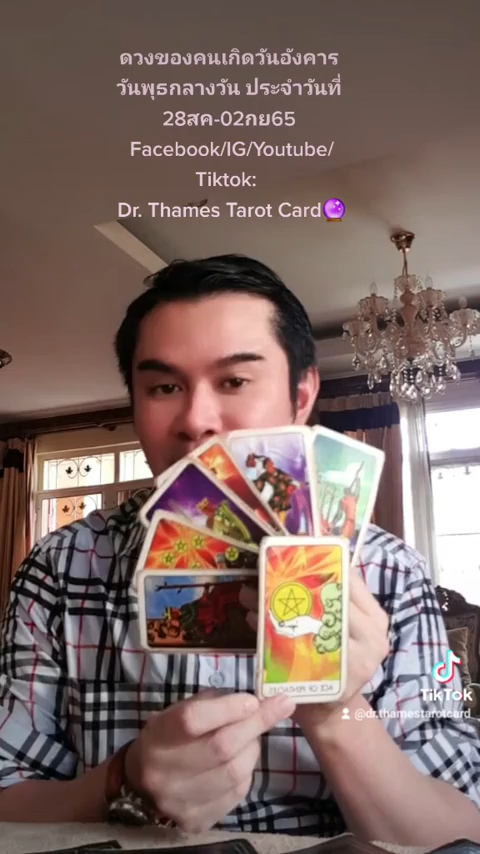 ดวงของคนเกิดวันอังคาร
วันพุธกลางวัน ประจำวันที่
28สค-02กย65
Facebook/IG/Youtube/
Tiktok:
Dr. Thames Tarot Card🔮
ACE OF PENTACLES
TikTok
@dr.thamestarotcard